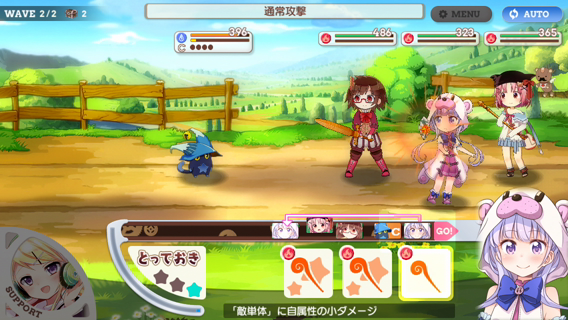 WAVE 2/2 2
通常攻撃
MENU
AUTO
396
C
486
323
365
C
GO!
とっておき
SUPPORT
「敵単体」に自属性の小ダメージ